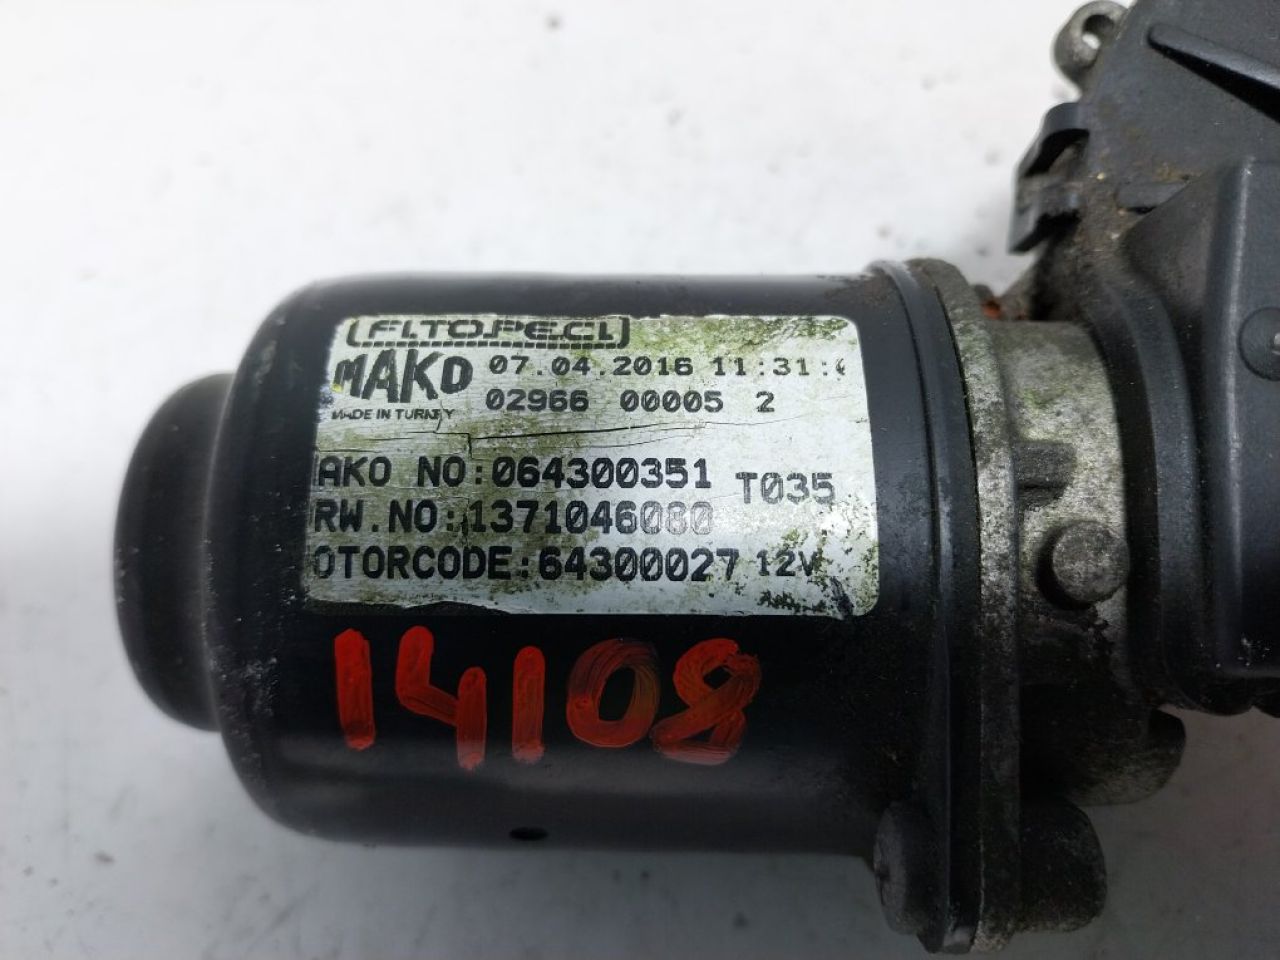 MAKO 07.04.2016 11:31:
MADE IN TURKEY 02966 00005 2
AKO NO:064300351 T035
RW.NO:1371046080
OTORCODE:64300027 12V
14108